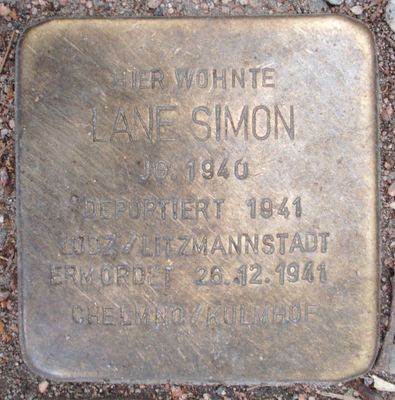 HIER WOHNTE
LANE SIMON
JG. 1940
DEPORTIERT 1941
LODZ/LITZMANNSTADT
ERMORDET 26.12.1941
CHELMNO/KULMHOF